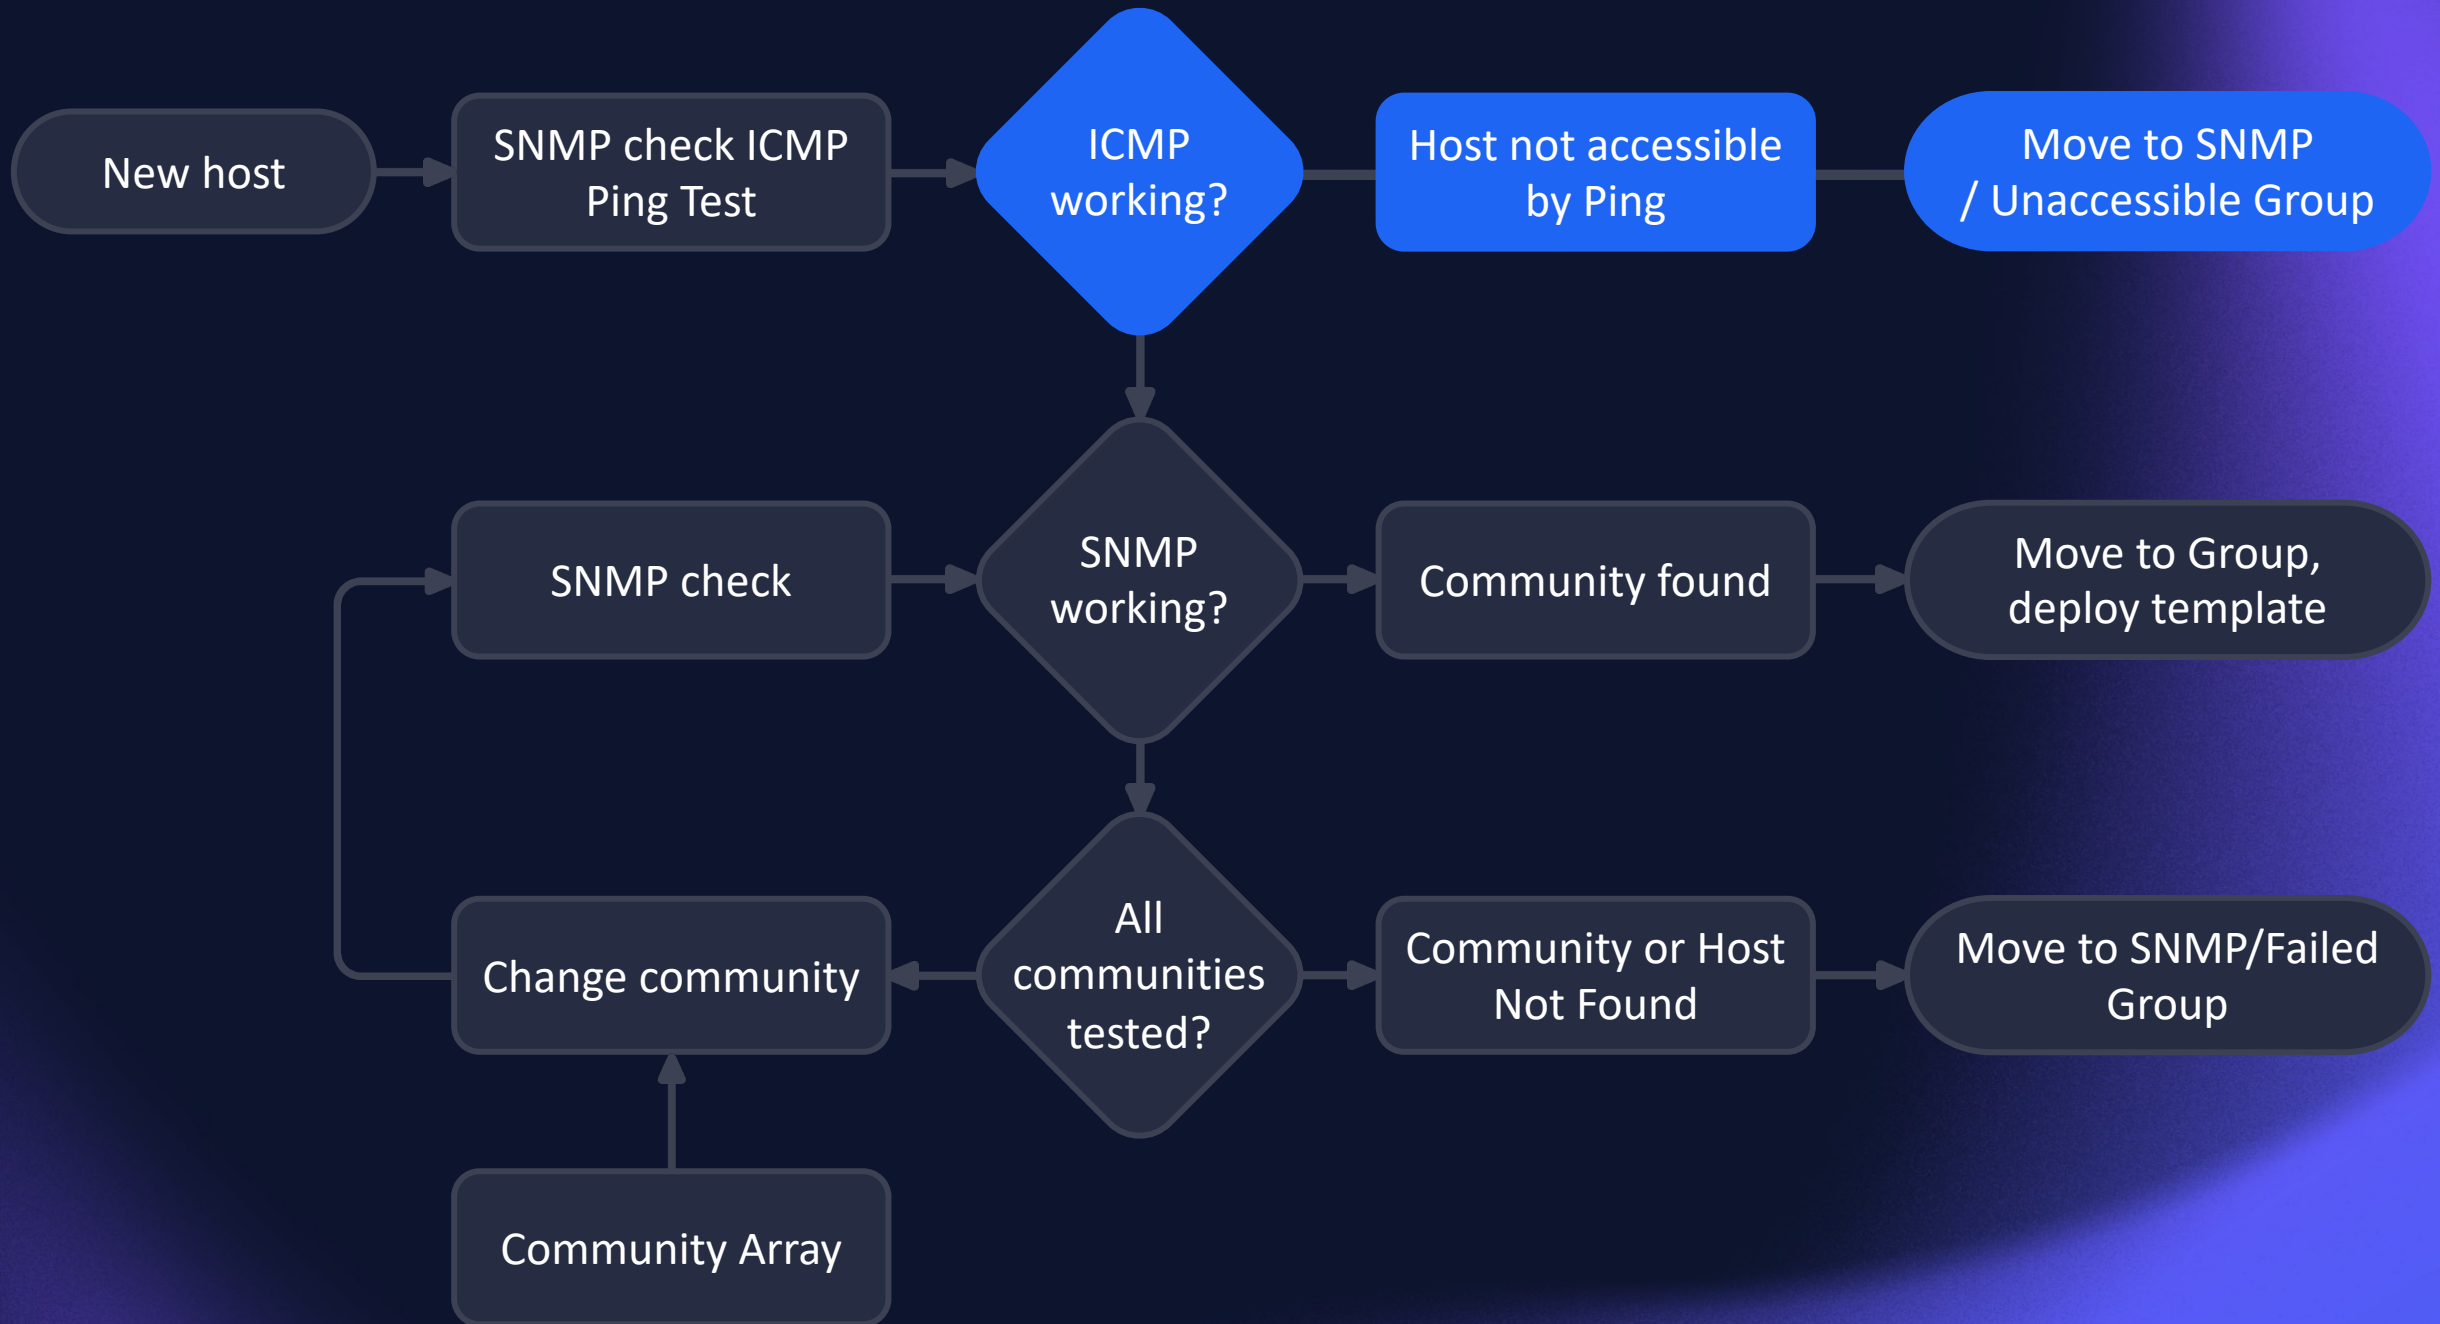 New host
SNMP check ICMP
Ping Test
ICMP
working?
Host not accessible
by Ping
Move to SNMP
/ Unaccessible Group
SNMP check
SNMP
working?
Community found
Move to Group,
deploy template
Change community
All
communities
tested?
Community or Host
Not Found
Move to SNMP/Failed
Group
Community Array